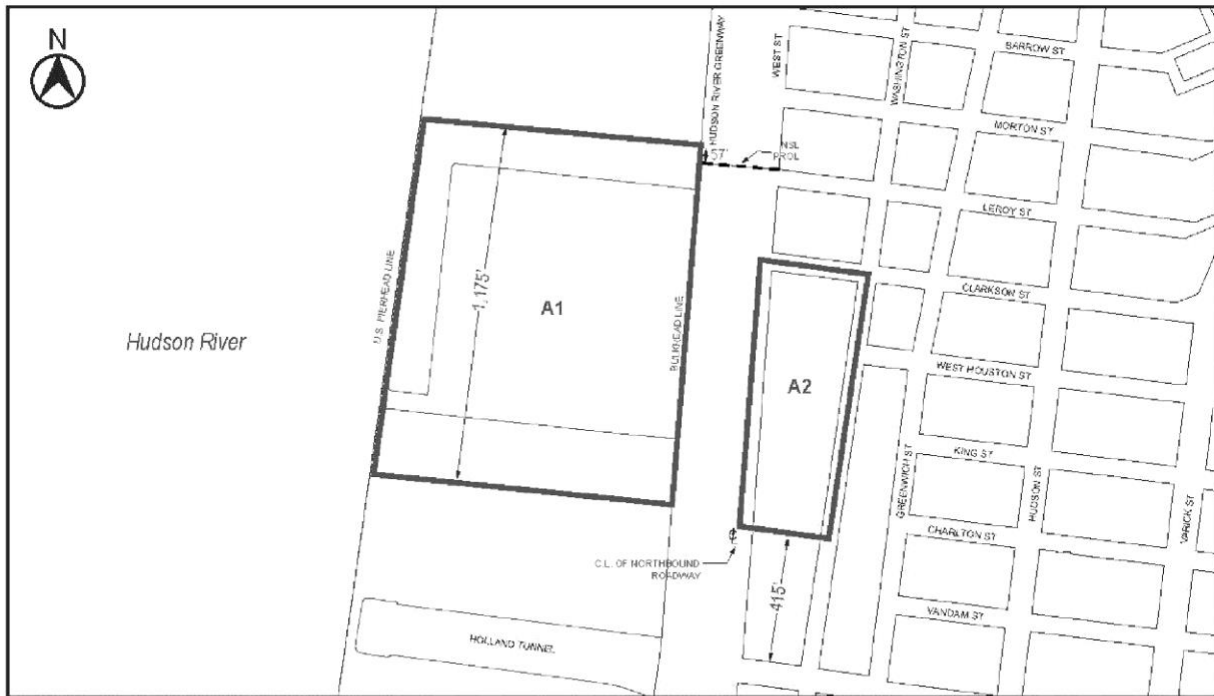 N
HUDSON RIVER GREENWAY
WEST ST
WASHINGTON ST
BARROW ST
MORTON ST
57'
NSL
PROL
LEROY ST
U.S. PIERHEAD LINE
1,175'
A1
BULKHEAD LINE
CLARKSON ST
Hudson River
WEST HOUSTON ST
A2
KING ST
GREENWICH ST
HUDSON ST
VARICK ST
CHARLTON ST
C.L. OF NORTHBOUND
ROADWAY
415'
VANDAM ST
HOLLAND TUNNEL